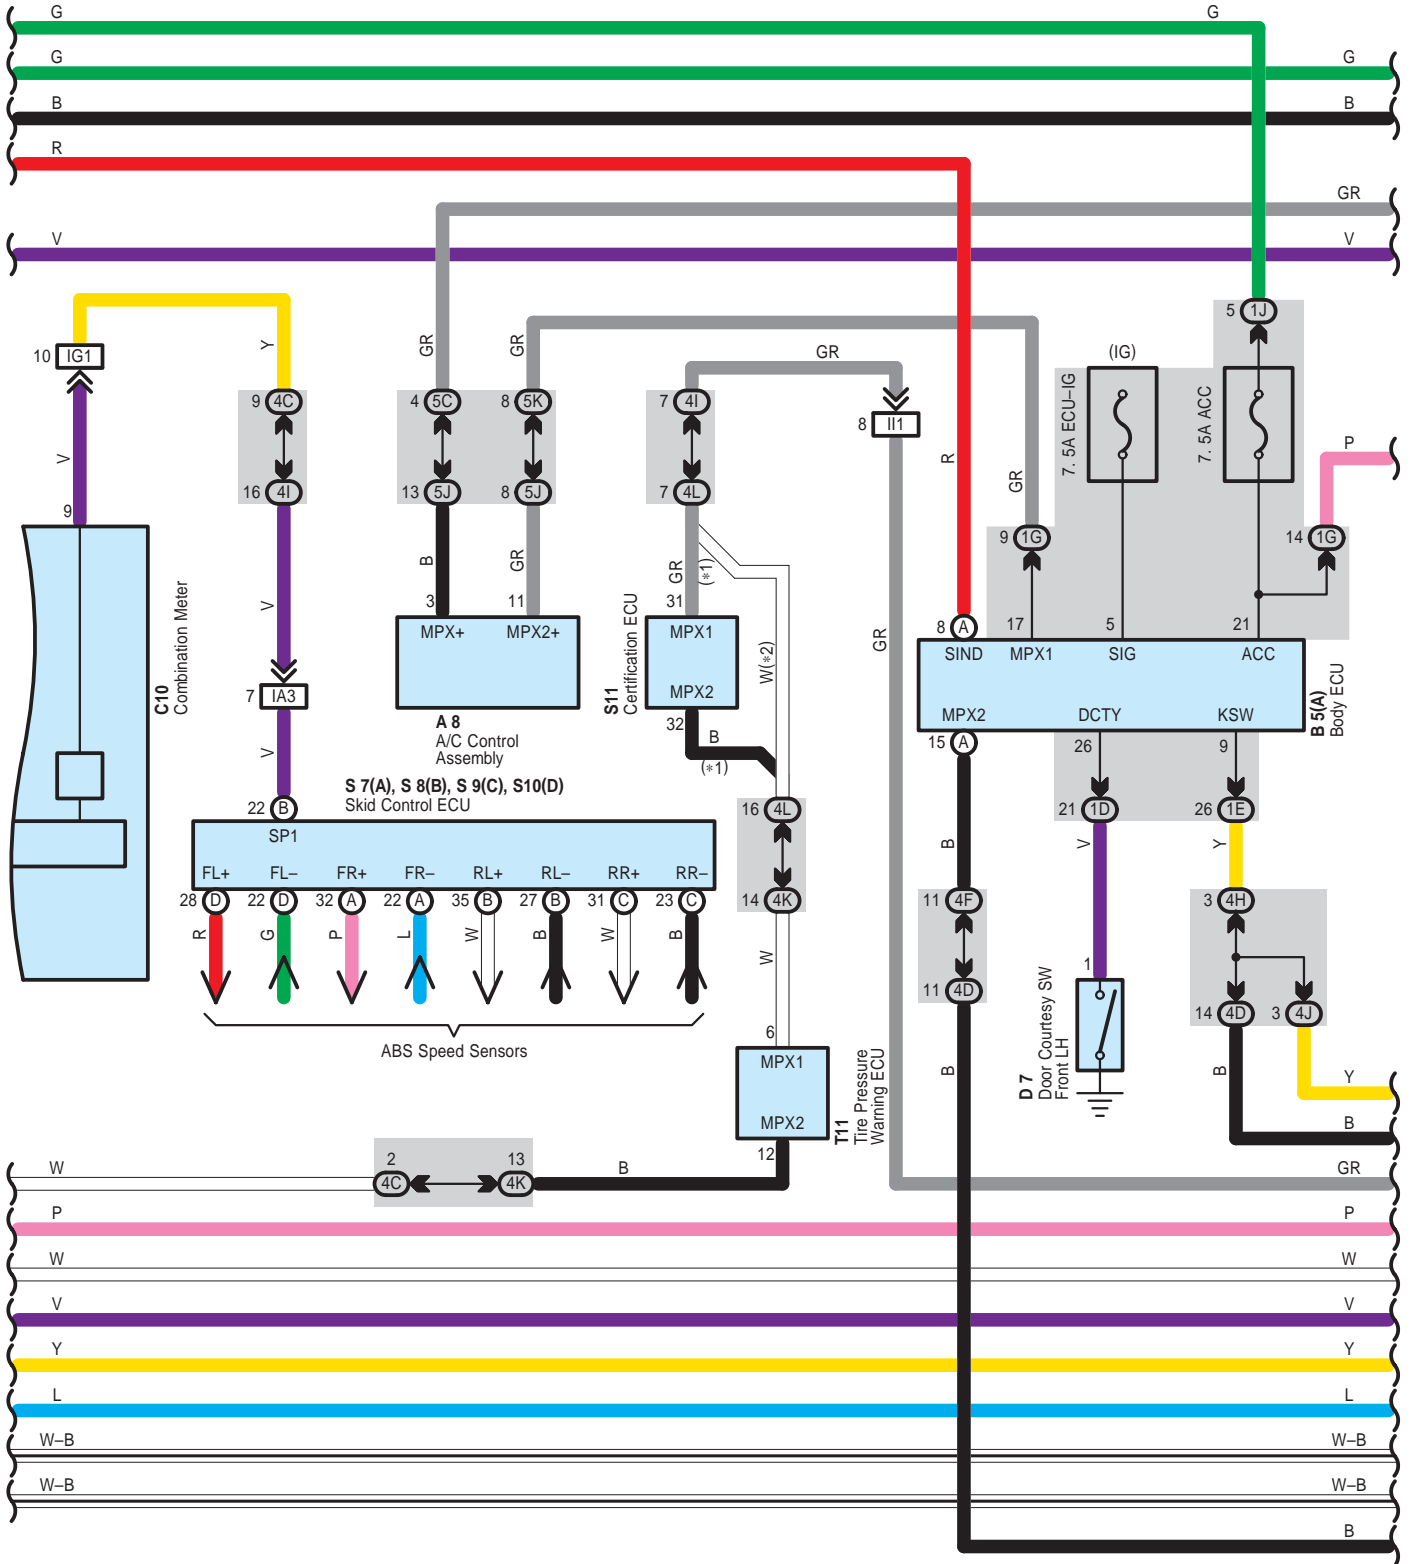 G G
G G
B B
R
GR
V V
10 IG1
Y
GR
GR
GR
5 1J
(IG)
7. 5A ECU–IG
7. 5A ACC
9 4C
4 5C
8 5K
7 4I
8 II1
P
V
R
GR
16 4I
13 5J
8 5J
7 4L
9
9 1G
14 1G
B
GR
GR
(*1)
V
3
11
31
MPX+ MPX2+
A 8
A/C Control
Assembly
MPX1
MPX2
S11
Certification ECU
W(*2)
GR
8 A
17
5
21
SIND MPX1 SIG ACC
MPX2 DCTY KSW
B 5(A)
Body ECU
C10
Combination Meter
7 IA3
32
B
(*1)
15 A
26
9
V
S 7(A), S 8(B), S 9(C), S10(D)
Skid Control ECU
22 B
SP1
16 4L
21 1D
26 1E
B
V
Y
FL+ FL– FR+ FR– RL+ RL– RR+ RR–
28 D 22 D 32 A 22 A 35 B 27 B 31 C 23 C
R G P L W B W B
14 4K
11 4F
3 4H
W
1
11 4D
14 4D
3 4J
ABS Speed Sensors
6
MPX1
MPX2
T11
Tire Pressure
Warning ECU
B
D 7
Door Courtesy SW
Front LH
B
Y
B
12
W
2
4C
13
4K
B
GR
P P
W W
V V
Y Y
L L
W–B W–B
W–B W–B
B